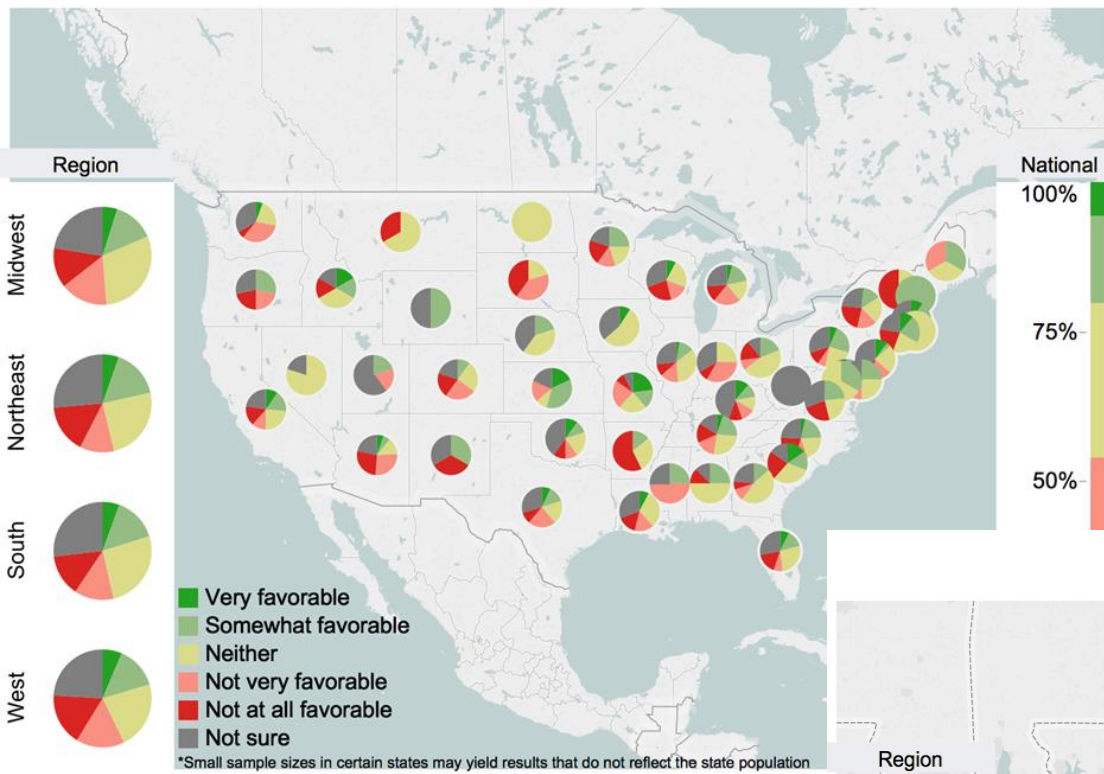 Region
National
100%
Midwest
75%
Northeast
50%
South
Very favorable
Somewhat favorable
Neither
Not very favorable
Not at all favorable
Not sure
West
*Small sample sizes in certain states may yield results that do not reflect the state population
Region